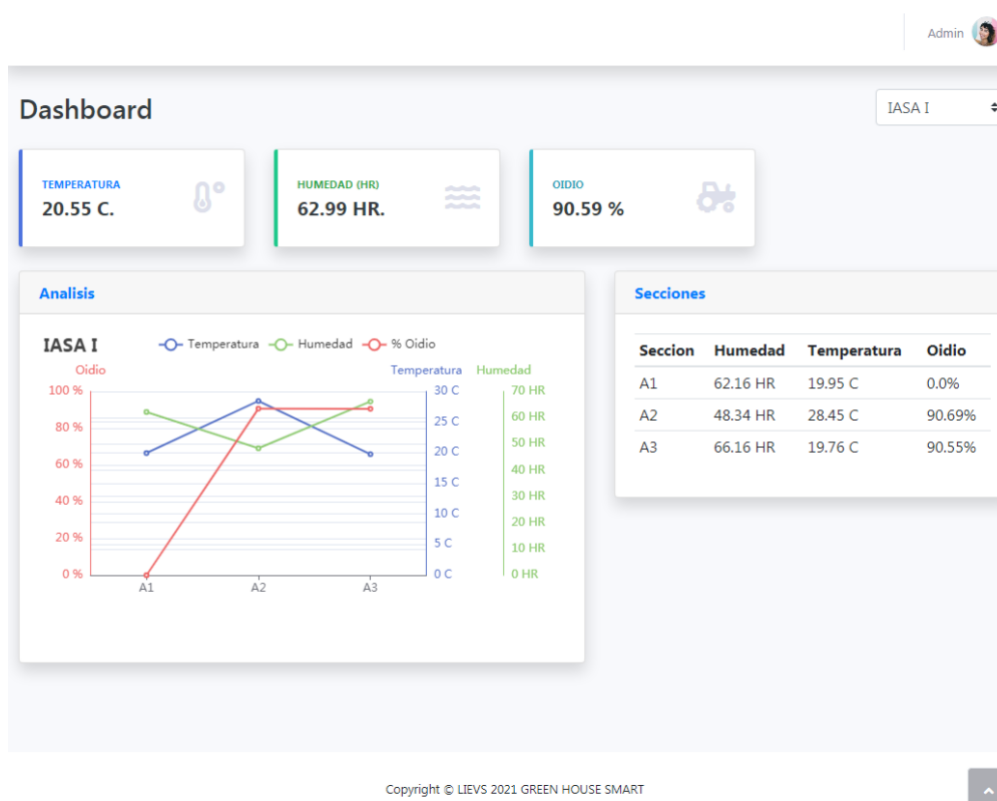 Admin
Dashboard
IASA I
TEMPERATURA
20.55 C.
HUMEDAD (HR)
62.99 HR.
OIDIO
90.59 %
Analisis
IASA I
Temperatura Humedad % Oidio
Oidio Temperatura Humedad
100 % 30 C 70 HR
80 % 25 C 60 HR
60 % 20 C 50 HR
40 % 15 C 40 HR
20 % 10 C 30 HR
0 % 5 C 20 HR
0 C 10 HR
0 HR
A1 A2 A3
Secciones
Seccion Humedad Temperatura Oidio
A1 62.16 HR 19.95 C 0.0%
A2 48.34 HR 28.45 C 90.69%
A3 66.16 HR 19.76 C 90.55%
Copyright © LIEVS 2021 GREEN HOUSE SMART